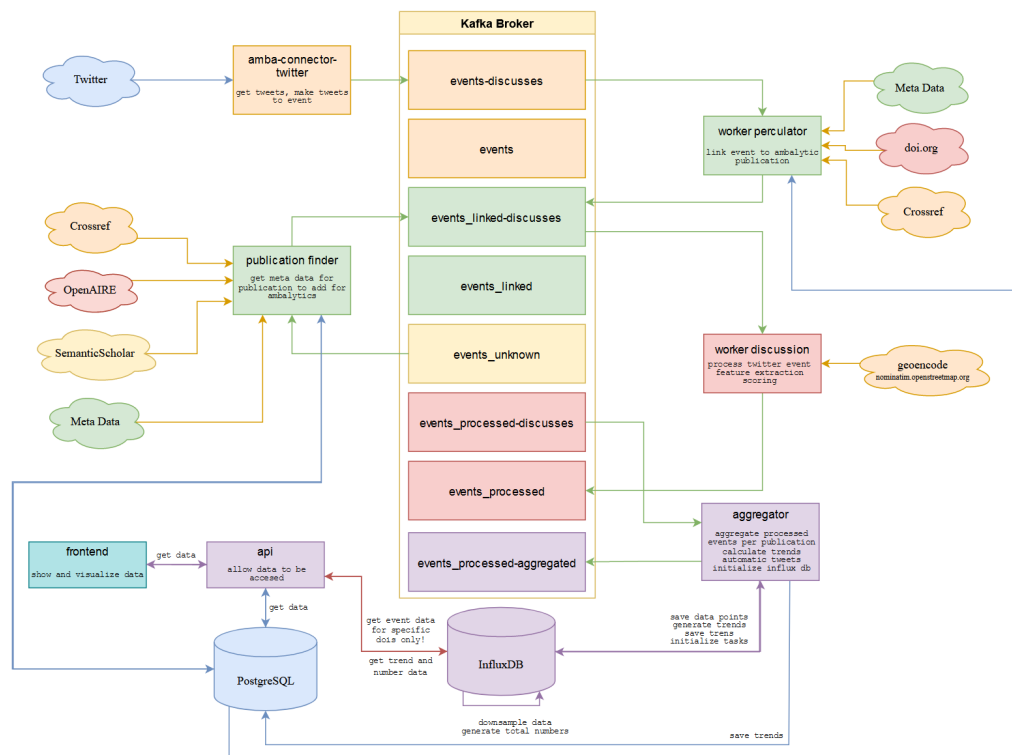 Kafka Broker
Twitter
amba-connector-
twitter
get tweets, make tweets
to event
events-discusses
Meta Data
worker perculator
link event to ambalytic
publication
doi.org
events
Crossref
events_linked-discusses
Crossref
publication finder
get meta data for
publication to add for
ambalytics
OpenAIRE
events_linked
SemanticScholar
events_unknown
worker discussion
process twitter event
feature extraction
scoring
geoencode
nominatim.openstreetmap.org
Meta Data
events_processed-discusses
events_processed
aggregator
aggregate processed
events per publication
calculate trends
automatic tweets
initialize influx db
frontend
show and visualize data
get data
api
allow data to be
accesed
events_processed-aggregated
get data
get event data
for specific
dois only!
get trend and
number data
save data points
generate trends
save trens
initialize tasks
InfluxDB
PostgreSQL
downsample data
generate total numbers
save trends